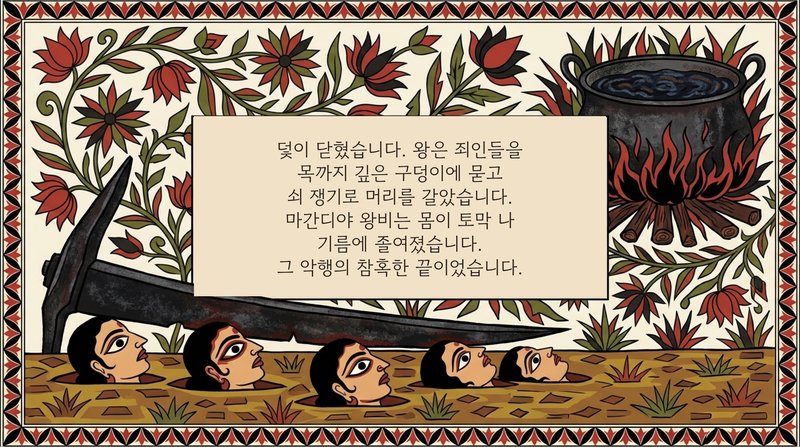 덫이 닫혔습니다. 왕은 죄인들을
목까지 깊은 구덩이에 묻고
쇠 쟁기로 머리를 갈았습니다.
마간디야 왕비는 몸이 토막 나
기름에 졸여졌습니다.
그 악행의 참혹한 끝이었습니다.